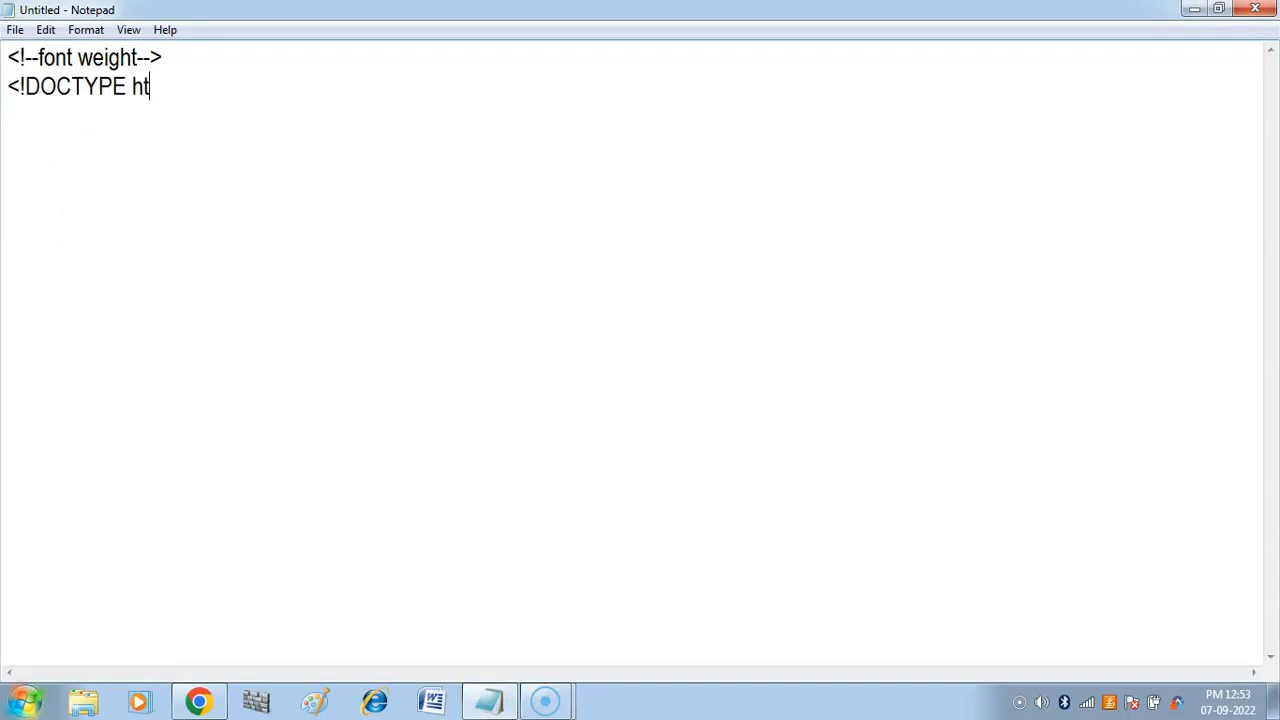 Untitled - Notepad
File Edit Format View Help
<!--font weight-->
<!DOCTYPE ht
PM 12:53
07-09-2022